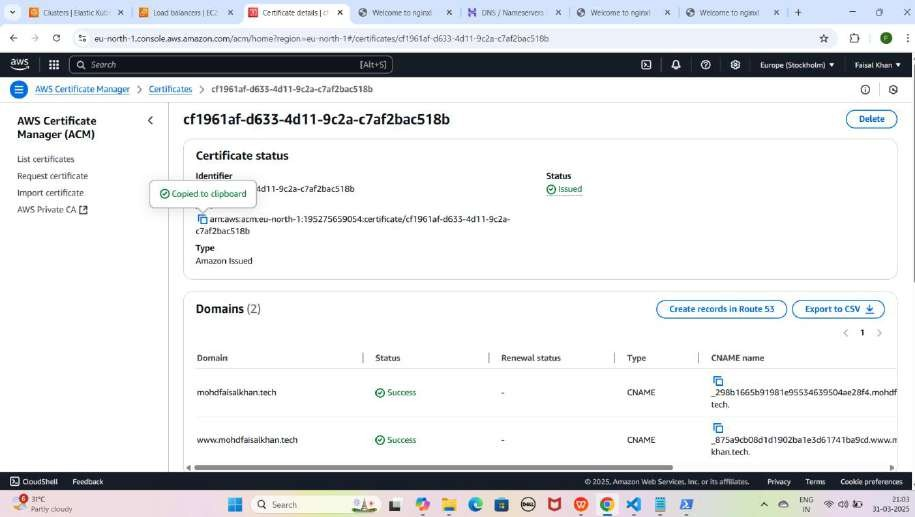 Clusters | Elastic Kube
Load balancers | EC2
Certificate details | cf
Welcome to nginx!
DNS / Nameservers
Welcome to nginx!
Welcome to nginx!
eu-north-1.console.aws.amazon.com/acm/home?region=eu-north-1#/certificates/cf1961af-d633-4d11-9c2a-c7af2bac518b
F
aws
Search
[Alt+S]
Europe (Stockholm)
Faisal Khan
AWS Certificate Manager
Certificates
cf1961af-d633-4d11-9c2a-c7af2bac518b
AWS Certificate
Manager (ACM)
List certificates
Request certificate
Import certificate
AWS Private CA
cf1961af-d633-4d11-9c2a-c7af2bac518b
Delete
Certificate status
Identifier
4d11-9c2a-c7af2bac518b
Status
Issued
Copied to clipboard
arn:aws:acm:eu-north-1:195275659054:certificate/cf1961af-d633-4d11-9c2a-
c7af2bac518b
Type
Amazon Issued
Domains (2)
Create records in Route 53
Export to CSV
1
Domain
Status
Renewal status
Type
CNAME name
mohdfaisalkhan.tech
Success
-
CNAME
_298b1665b91981e95534639504ae28f4.mohdf
tech.
www.mohdfaisalkhan.tech
Success
-
CNAME
_875a9cb08d1d1902ba1e3d61741ba9cd.www.m
khan.tech.
CloudShell
Feedback
© 2025, Amazon Web Services, Inc. or its affiliates.
Privacy
Terms
Cookie preferences
6
31°C
Partly cloudy
Search
DELL
ENG
IN
21:03
31-03-2025